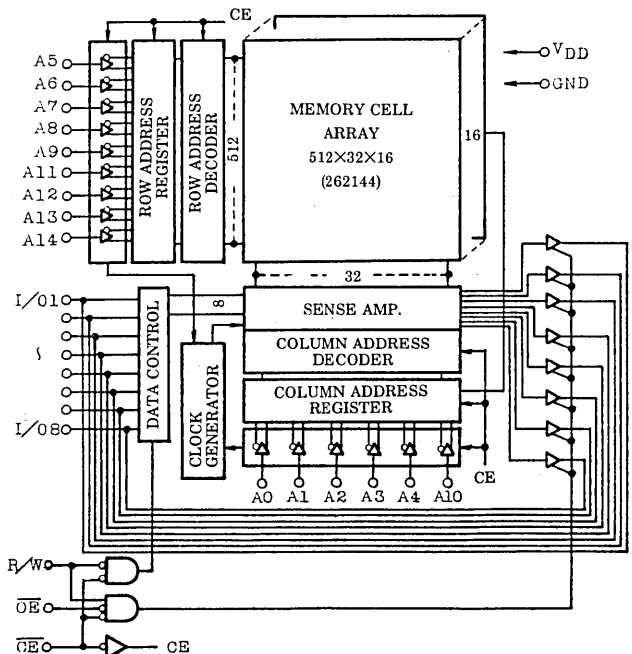 CE
A5
A6
A7
A8
A9
A11
A12
A13
A14
ROW ADDRESS
REGISTER
ROW ADDRESS
DECODER
512
MEMORY CELL
ARRAY
512×32×16
(262144)
16
VDD
GND
32
I/O1
I/O8
DATA CONTROL
8
CLOCK
GENERATOR
SENSE AMP.
COLUMN ADDRESS
DECODER
COLUMN ADDRESS
REGISTER
CE
A0
A1
A2
A3
A4
A10
R/W
OE
CE
CE